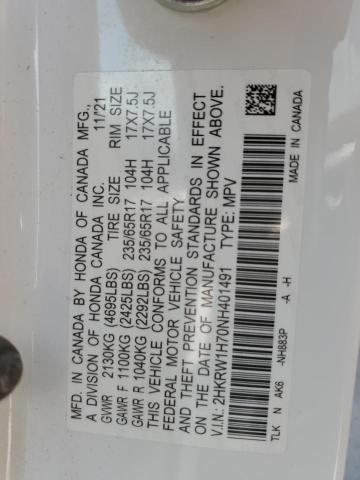 MFD. IN CANADA BY HONDA OF CANADA MFG.,
A DIVISION OF HONDA CANADA INC. 11/21
GVWR 2130KG (4695LBS) TIRE SIZE RIM SIZE
GAWR F 1100KG (2425LBS) 235/65R17 104H 17X7.5J
GAWR R 1040KG (2292LBS) 235/65R17 104H 17X7.5J
THIS VEHICLE CONFORMS TO ALL APPLICABLE
FEDERAL MOTOR VEHICLE SAFETY
AND THEFT PREVENTION STANDARDS IN EFFECT
ON THE DATE OF MANUFACTURE SHOWN ABOVE.
V.I.N.: 2HKRW1H70NH401491 TYPE: MPV
TLK N AK6 -NH883P -A -H MADE IN CANADA